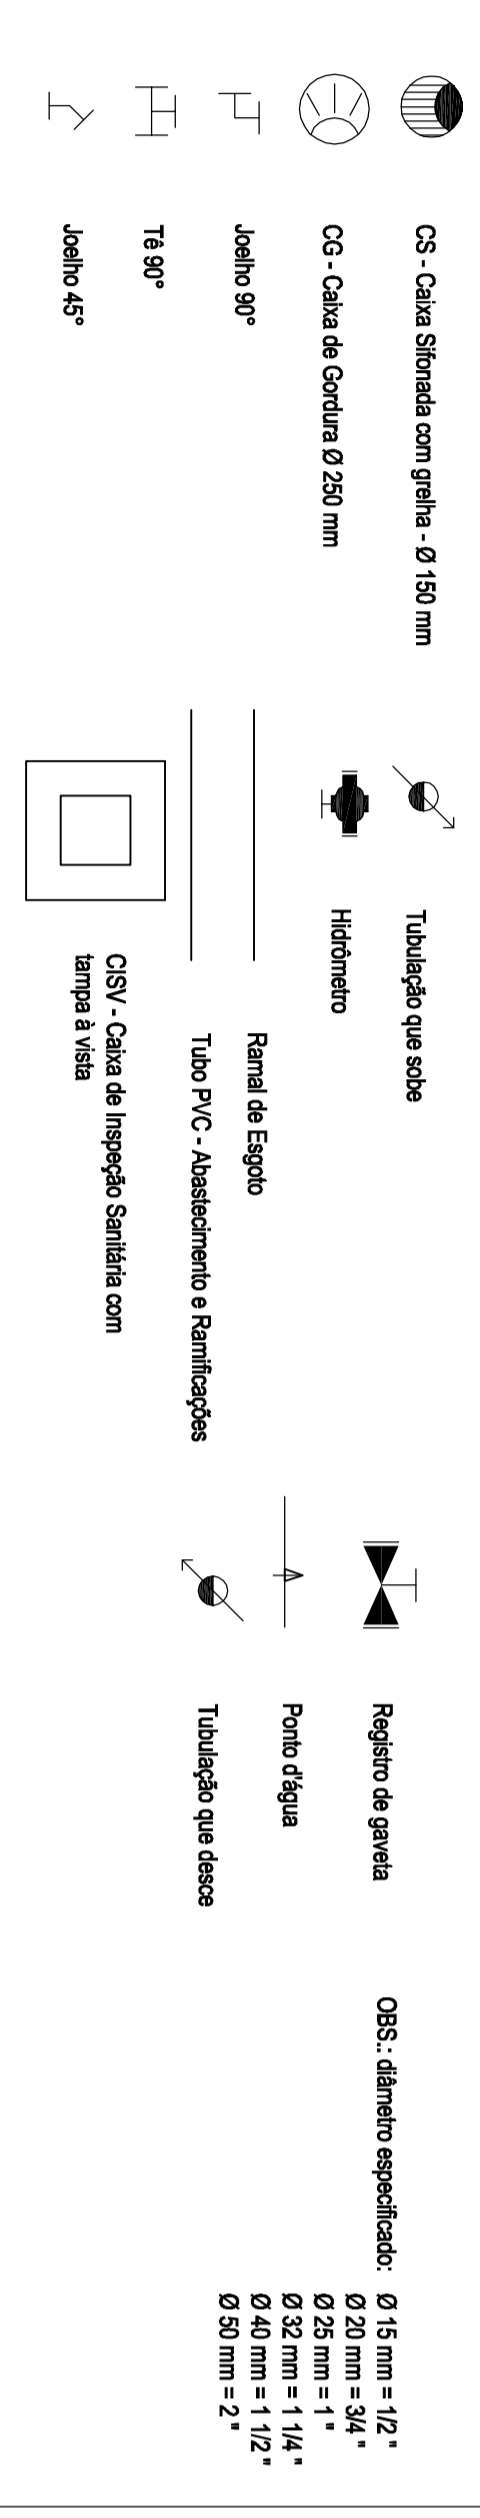 CS - Caixa Sifonada com grelha - Ø 150 mm
CG - Caixa de Gordura Ø 250 mm
Joelho 90°
Tê 90°
Joelho 45°
Tubulação que sobe
Hidrômetro
Ramal de Esgoto
Tubo PVC - Abastecimento e Ramificações
CISV - Caixa de Inspeção Sanitária com
tampa à vista
Registro de gaveta
Ponto d'água
Tubulação que desce
OBS.: diâmetro especificado: Ø 15 mm = 1/2 "
Ø 20 mm = 3/4 "
Ø 25 mm = 1 "
Ø 32 mm = 1 1/4 "
Ø 40 mm = 1 1/2 "
Ø 50 mm = 2 "